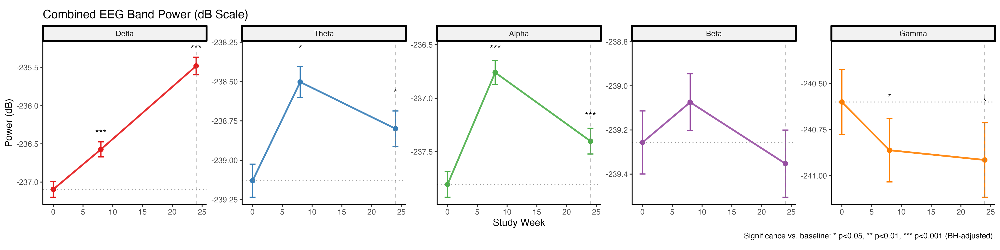 Combined EEG Band Power (dB Scale)
Delta
Theta
Alpha
Beta
Gamma
Power (dB)
-235.5
-236.0
-236.5
-237.0
***
***
0 5 10 15 20 25
-238.25
-238.50
-238.75
-239.00
-239.25
*
*
0 5 10 15 20 25
-236.5
-237.0
-237.5
***
***
0 5 10 15 20 25
-238.8
-239.0
-239.2
-239.4
0 5 10 15 20 25
-240.50
-240.75
-241.00
*
*
0 5 10 15 20 25
Study Week
Significance vs. baseline: * p<0.05, ** p<0.01, *** p<0.001 (BH-adjusted).